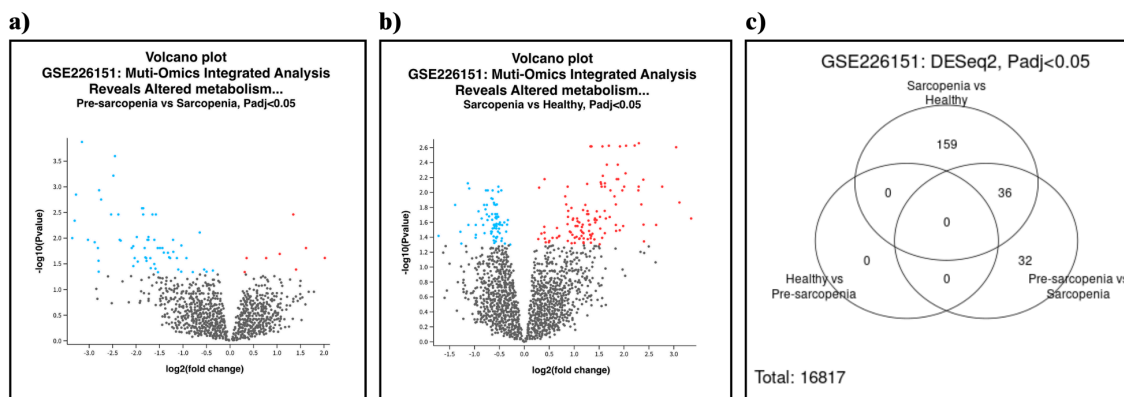 a)
Volcano plot
GSE226151: Muti-Omics Integrated Analysis
Reveals Altered metabolism...
Pre-sarcopenia vs Sarcopenia, Padj<0.05
-log10(Pvalue)
3.5
3.0
2.5
2.0
1.5
1.0
0.5
0.0
-3.0 -2.5 -2.0 -1.5 -1.0 -0.5 0.0 0.5 1.0 1.5 2.0
log2(fold change)
b)
Volcano plot
GSE226151: Muti-Omics Integrated Analysis
Reveals Altered metabolism...
Sarcopenia vs Healthy, Padj<0.05
-log10(Pvalue)
2.6
2.4
2.2
2.0
1.8
1.6
1.4
1.2
1.0
0.8
0.6
0.4
0.2
0.0
-1.5 -1.0 -0.5 0.0 0.5 1.0 1.5 2.0 2.5 3.0
log2(fold change)
c)
GSE226151: DESeq2, Padj<0.05
Sarcopenia vs
Healthy
159
0
36
0
0
32
0
Healthy vs
Pre-sarcopenia
Pre-sarcopenia vs
Sarcopenia
Total: 16817